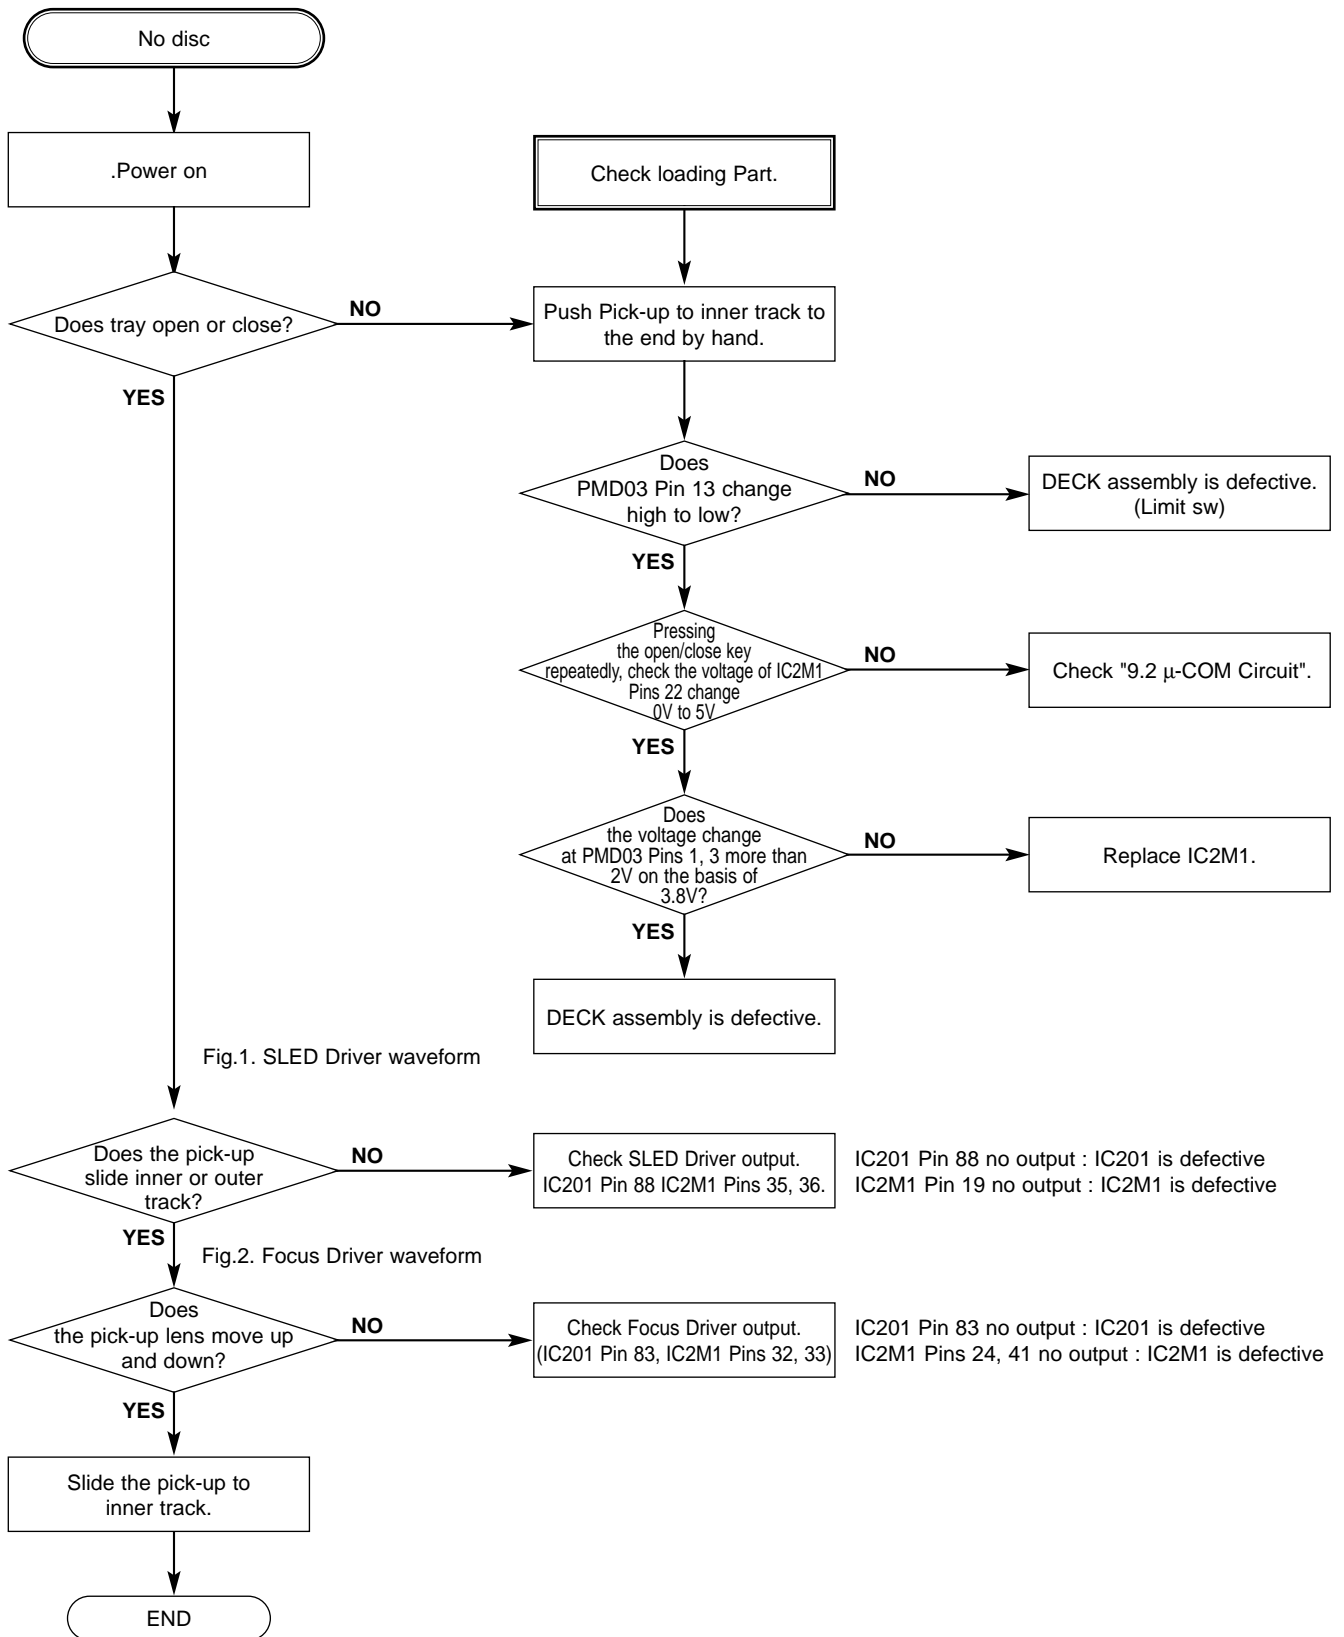 No disc
.Power on
Does tray open or close?
NO
YES
Check loading Part.
Push Pick-up to inner track to
the end by hand.
Does
PMD03 Pin 13 change
high to low?
NO
DECK assembly is defective.
(Limit sw)
YES
Pressing
the open/close key
repeatedly, check the voltage of IC2M1
Pins 22 change
0V to 5V
NO
Check "9.2 µ-COM Circuit".
YES
Does
the voltage change
at PMD03 Pins 1, 3 more than
2V on the basis of
3.8V?
NO
Replace IC2M1.
YES
DECK assembly is defective.
Fig.1. SLED Driver waveform
Does the pick-up
slide inner or outer
track?
NO
Check SLED Driver output.
IC201 Pin 88 IC2M1 Pins 35, 36.
IC201 Pin 88 no output : IC201 is defective
IC2M1 Pin 19 no output : IC2M1 is defective
YES
Fig.2. Focus Driver waveform
Does
the pick-up lens move up
and down?
NO
Check Focus Driver output.
(IC201 Pin 83, IC2M1 Pins 32, 33)
IC201 Pin 83 no output : IC201 is defective
IC2M1 Pins 24, 41 no output : IC2M1 is defective
YES
Slide the pick-up to
inner track.
END